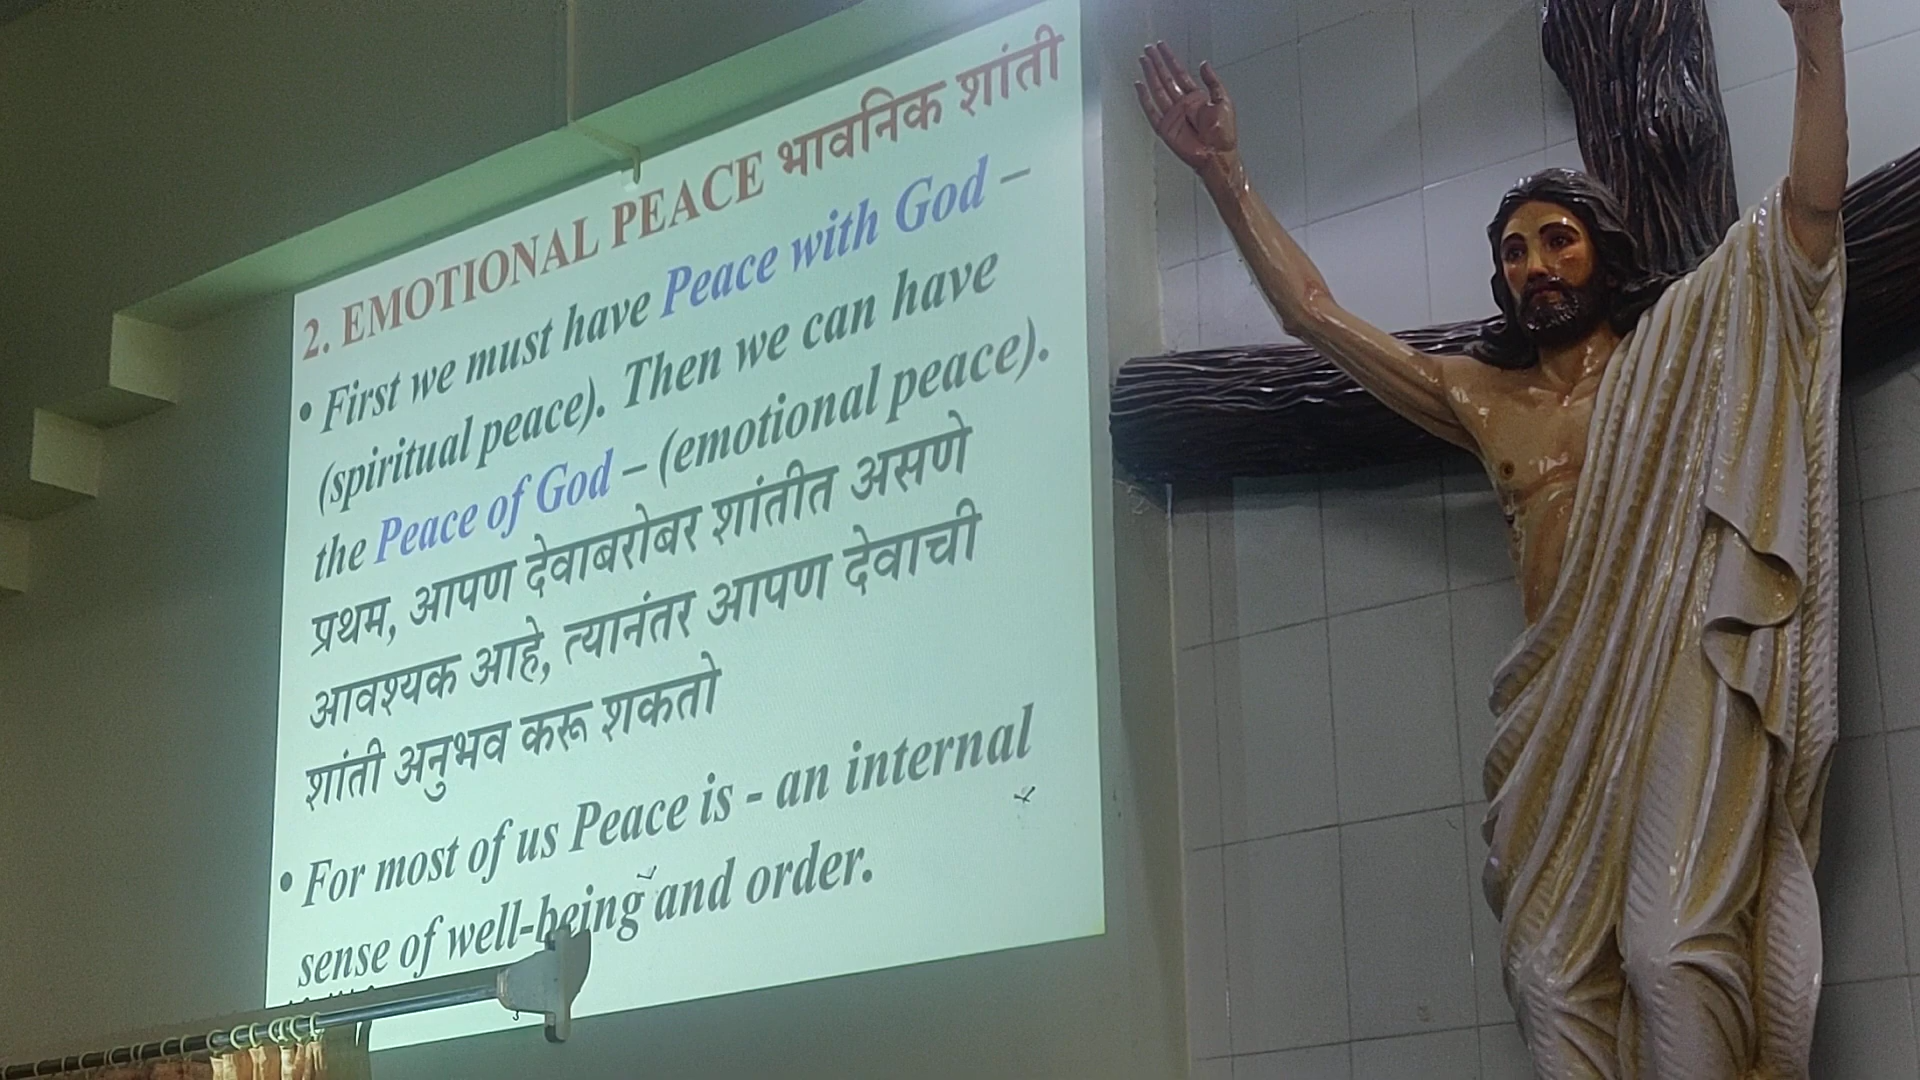 2. EMOTIONAL PEACE भावनिक शांती
• First we must have Peace with God –
(spiritual peace). Then we can have
the Peace of God – (emotional peace).
प्रथम, आपण देवाबरोबर शांतीत असणे
आवश्यक आहे, त्यानंतर आपण देवाची
शांती अनुभव करू शकतो
• For most of us Peace is - an internal
sense of well-being and order.